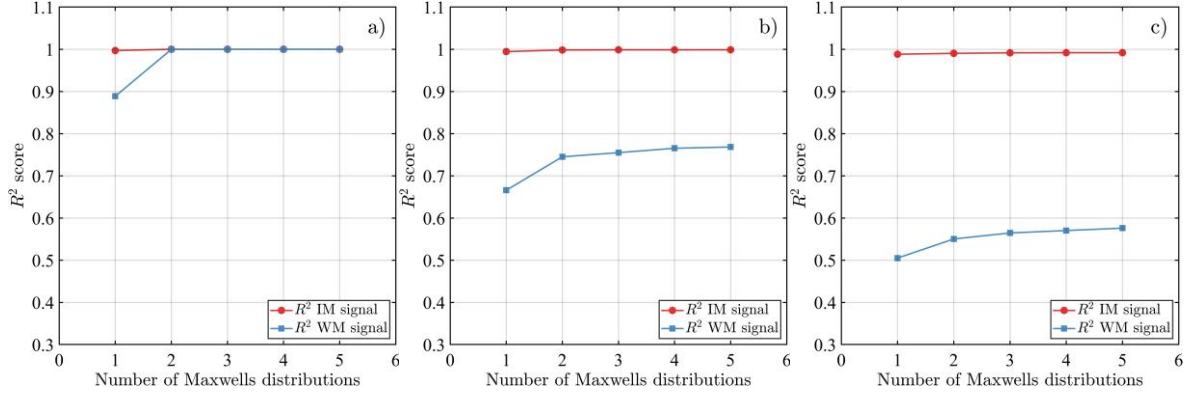 1.1
1
0.9
0.8
0.7
0.6
0.5
0.4
0.3
R² score
a)
R² IM signal
R² WM signal
0 1 2 3 4 5 6
Number of Maxwells distributions
1.1
1
0.9
0.8
0.7
0.6
0.5
0.4
0.3
R² score
b)
R² IM signal
R² WM signal
0 1 2 3 4 5 6
Number of Maxwells distributions
1.1
1
0.9
0.8
0.7
0.6
0.5
0.4
0.3
R² score
c)
R² IM signal
R² WM signal
0 1 2 3 4 5 6
Number of Maxwells distributions